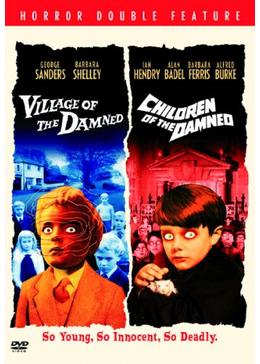 HORROR DOUBLE FEATURE
GEORGE SANDERS
BARBARA SHELLEY
VILLAGE OF THE DAMNED
IAN HENDRY
ALAN BADEL
BARBARA FERRIS
ALFRED BURKE
CHILDREN OF THE DAMNED
So Young, So Innocent, So Deadly.
DVD
VIDEO